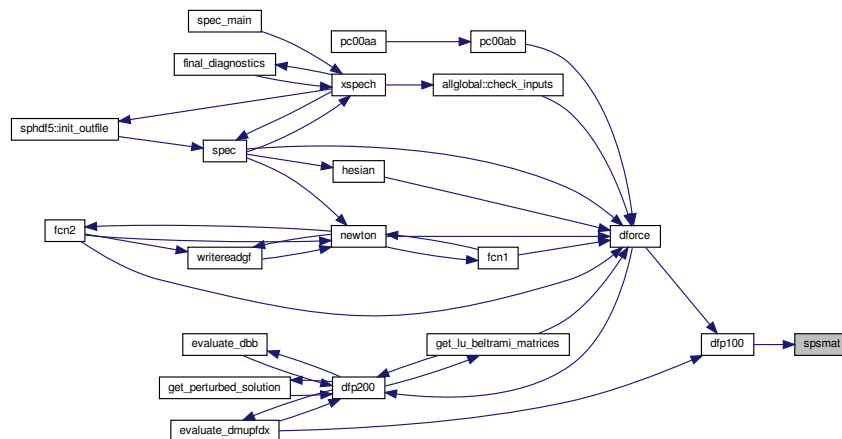 spec_main
pc00aa
pc00ab
final_diagnostics
xspech
allglobal::check_inputs
sphdf5::init_outfile
spec
hesian
fcn2
newton
dforce
writereadgf
fcn1
evaluate_dbb
get_lu_beltrami_matrices
dfp100
spsmat
get_perturbed_solution
dfp200
evaluate_dmupfdx